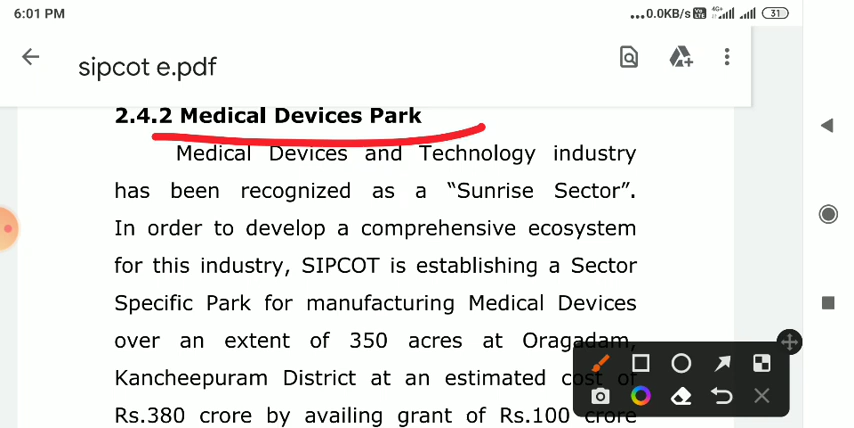 6:01 PM
...0.0KB/s 4G+ 31
sipcot e.pdf
2.4.2 Medical Devices Park
Medical Devices and Technology industry
has been recognized as a “Sunrise Sector”.
In order to develop a comprehensive ecosystem
for this industry, SIPCOT is establishing a Sector
Specific Park for manufacturing Medical Devices
over an extent of 350 acres at Oragadam,
Kancheepuram District at an estimated cost of
Rs.380 crore by availing grant of Rs.100 crore